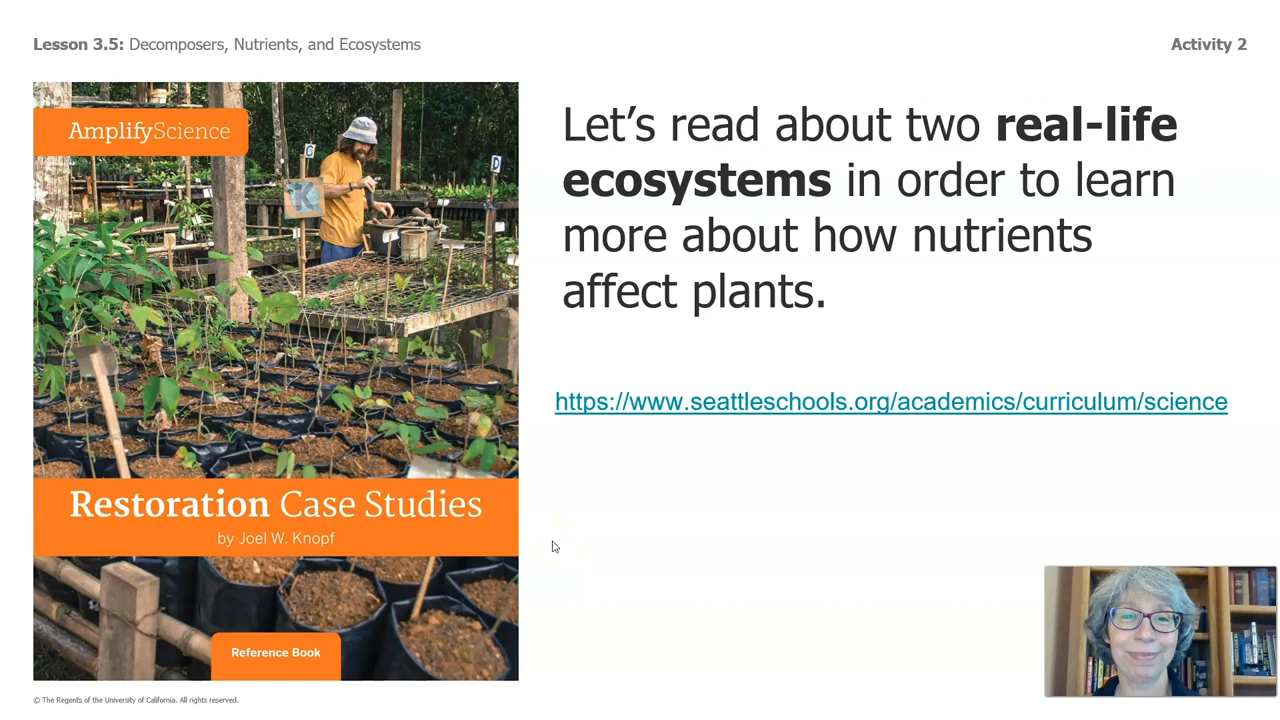 Lesson 3.5: Decomposers, Nutrients, and Ecosystems
Activity 2
AmplifyScience
C
D
K
Restoration Case Studies
by Joel W. Knopf
Reference Book
Let's read about two real-life
ecosystems in order to learn
more about how nutrients
affect plants.
https://www.seattleschools.org/academics/curriculum/science
© The Regents of the University of California. All rights reserved.